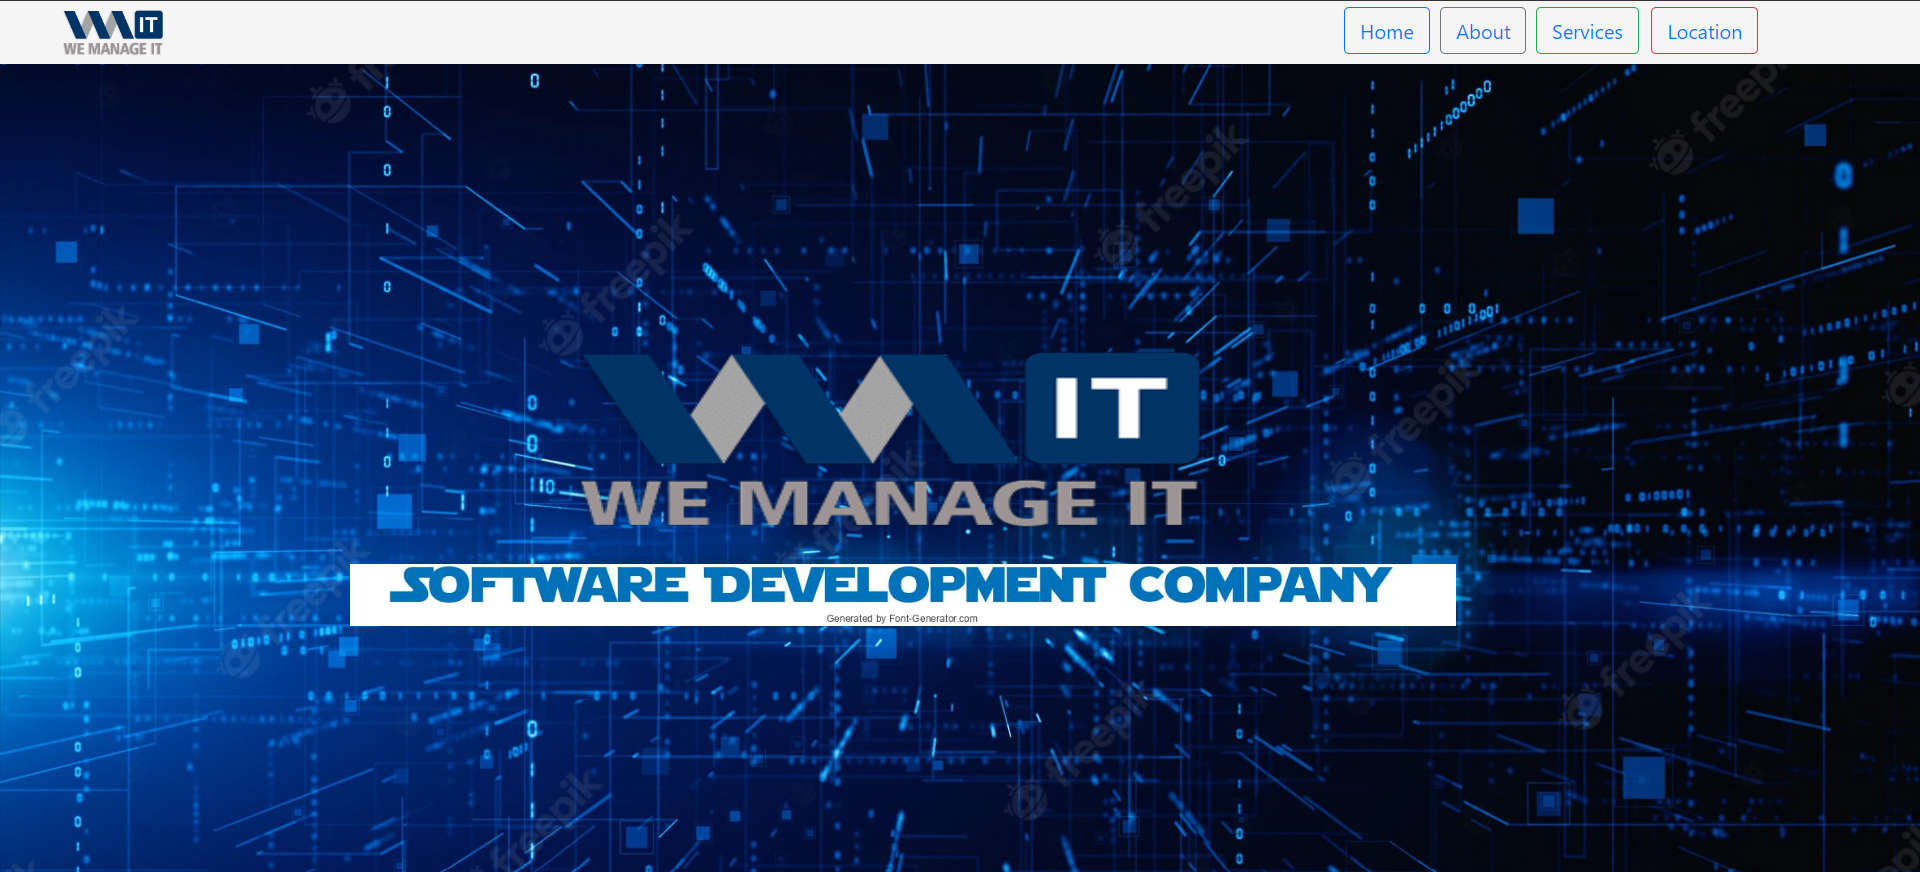 IT
WE MANAGE IT
Home
About
Services
Location
freepik
freepik
freepik
freepik
freepik
freepik
IT
WE MANAGE IT
Software Development Company
Generated by Font-Generator.com
freepik
freepik
freepik
freepik